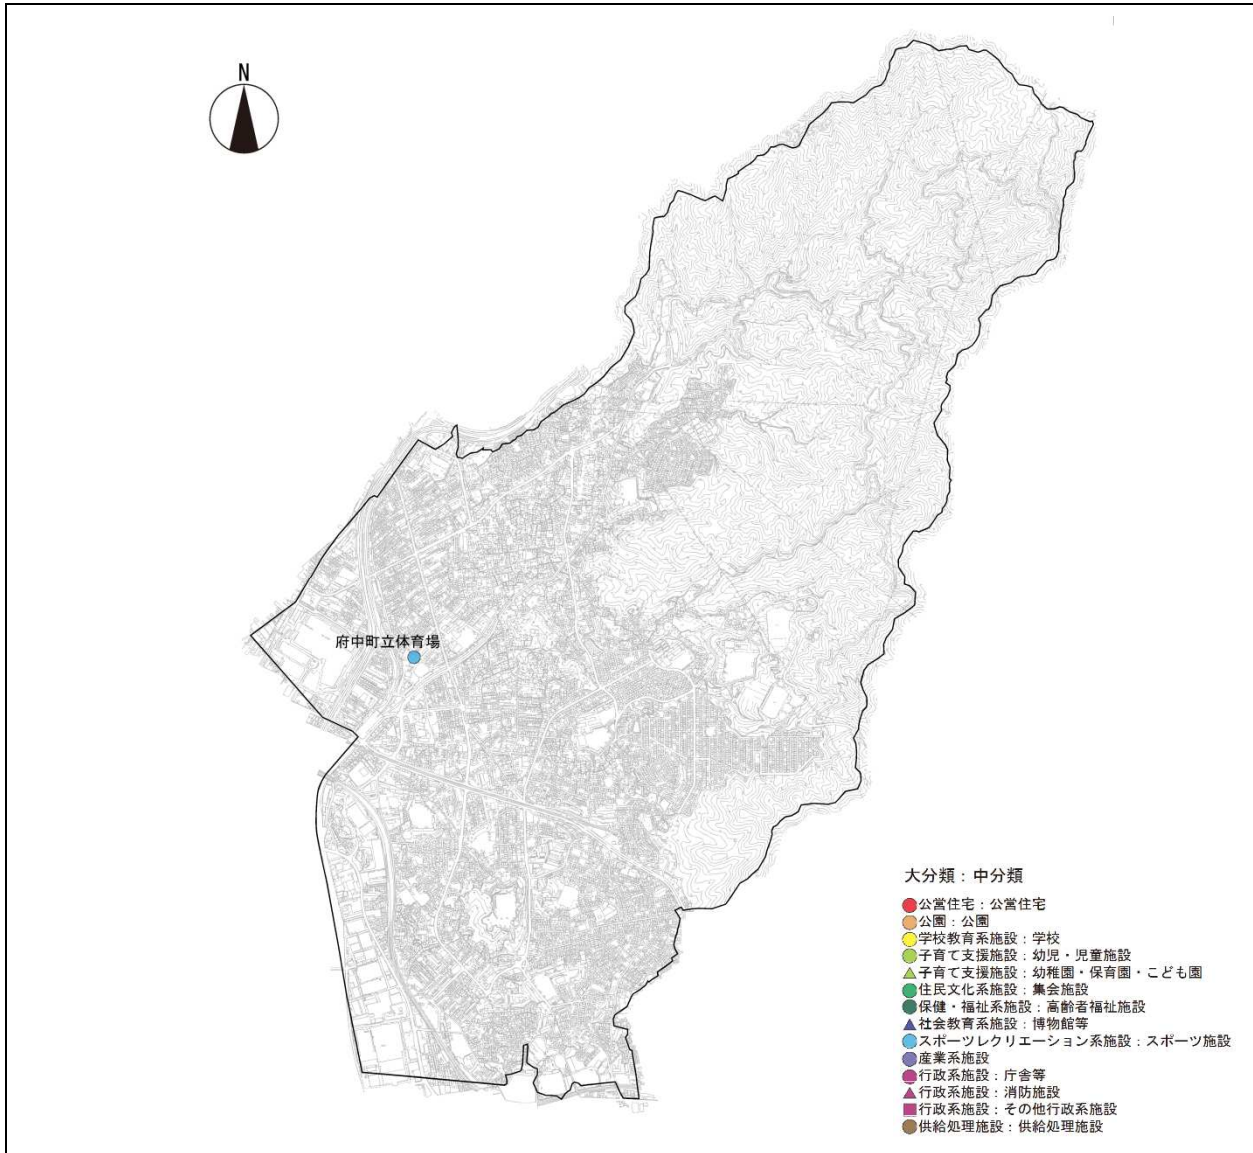 N
府中町立体育場
大分類：中分類
公営住宅：公営住宅
公園：公園
学校教育系施設：学校
子育て支援施設：幼児・児童施設
子育て支援施設：幼稚園・保育園・こども園
住民文化系施設：集会施設
保健・福祉系施設：高齢者福祉施設
社会教育系施設：博物館等
スポーツレクリエーション系施設：スポーツ施設
産業系施設
行政系施設：庁舎等
行政系施設：消防施設
行政系施設：その他行政系施設
供給処理施設：供給処理施設